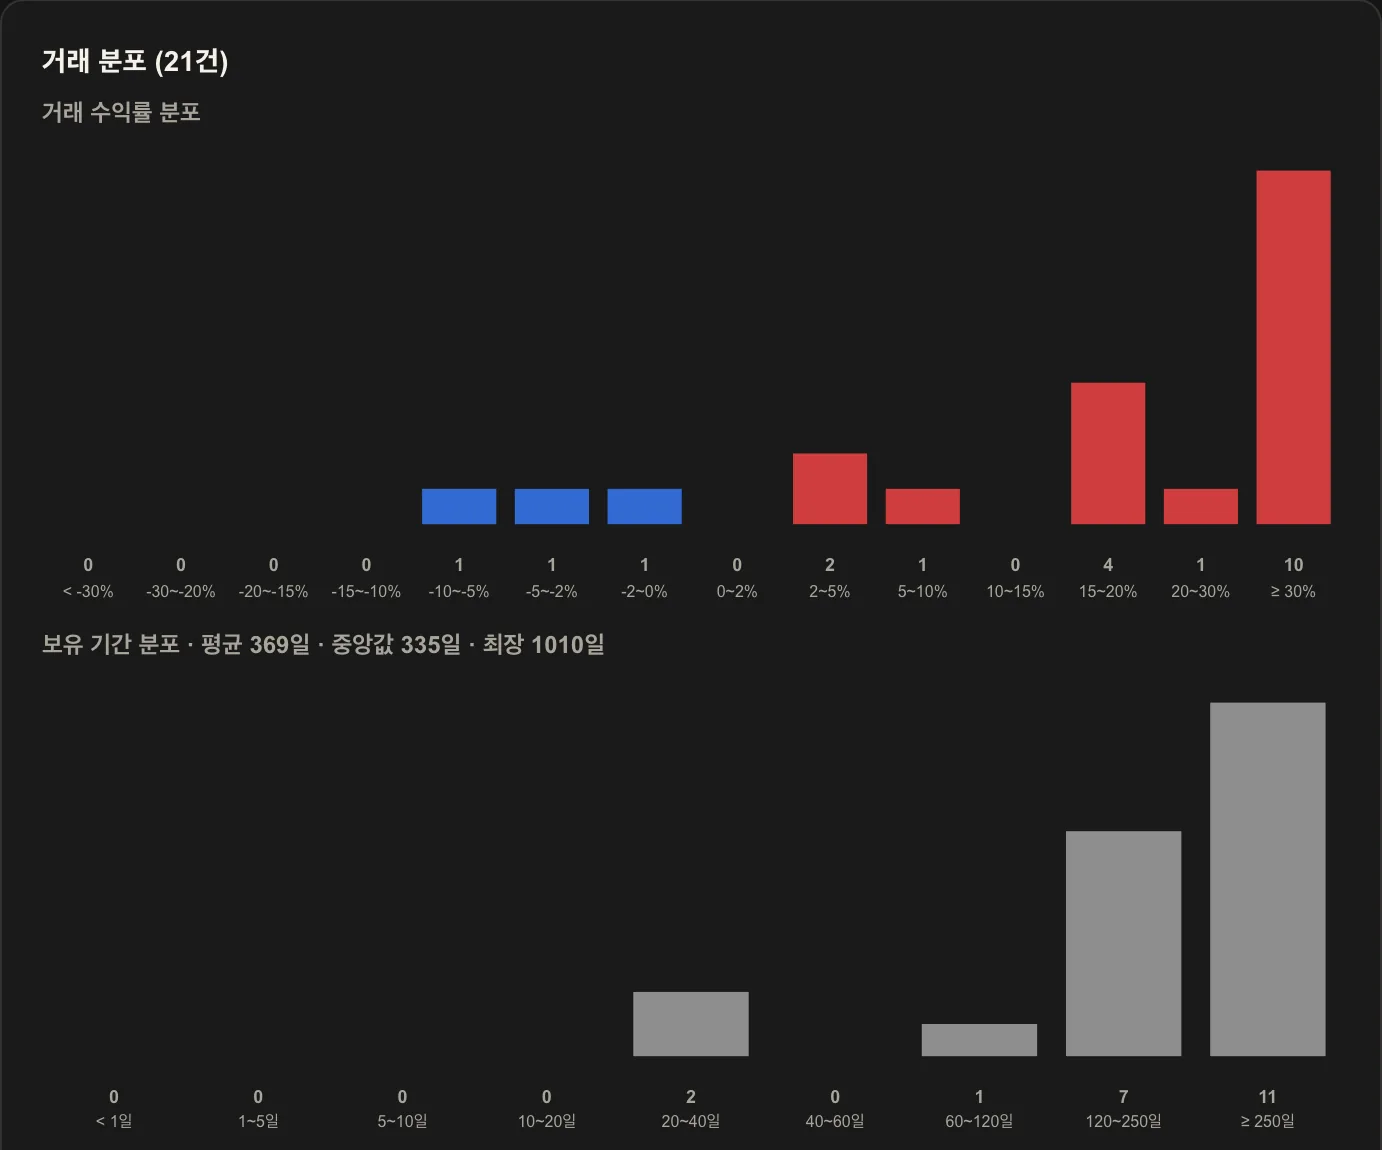 거래 분포 (21건)
거래 수익률 분포
0 0 0 0 1 1 1 0 2 1 0 4 1 10
< -30% -30~-20% -20~-15% -15~-10% -10~-5% -5~-2% -2~0% 0~2% 2~5% 5~10% 10~15% 15~20% 20~30% ≥ 30%
보유 기간 분포 · 평균 369일 · 중앙값 335일 · 최장 1010일
0 0 0 0 2 0 1 7 11
< 1일 1~5일 5~10일 10~20일 20~40일 40~60일 60~120일 120~250일 ≥ 250일